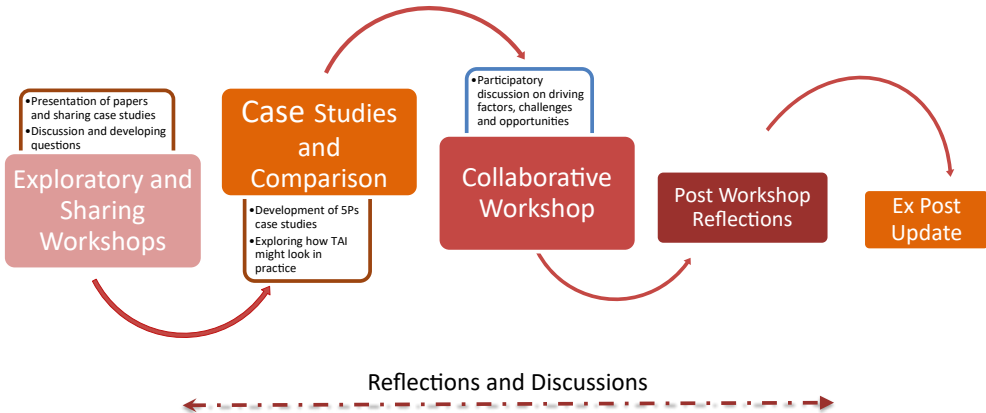 •Presentation of papers
and sharing case studies
•Discussion and developing
questions
Exploratory and
Sharing
Workshops
Case Studies
and
Comparison
•Development of 5Ps
case studies
•Exploring how TAI
might look in
practice
•Participatory
discussion on driving
factors, challenges
and opportunities
Collaborative
Workshop
Post Workshop
Reflections
Ex Post
Update
Reflections and Discussions